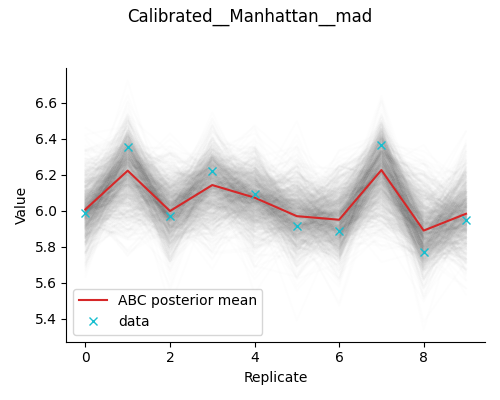 Calibrated__Manhattan__mad
Value
6.6
6.4
6.2
6.0
5.8
5.6
5.4
ABC posterior mean
data
0 2 4 6 8
Replicate